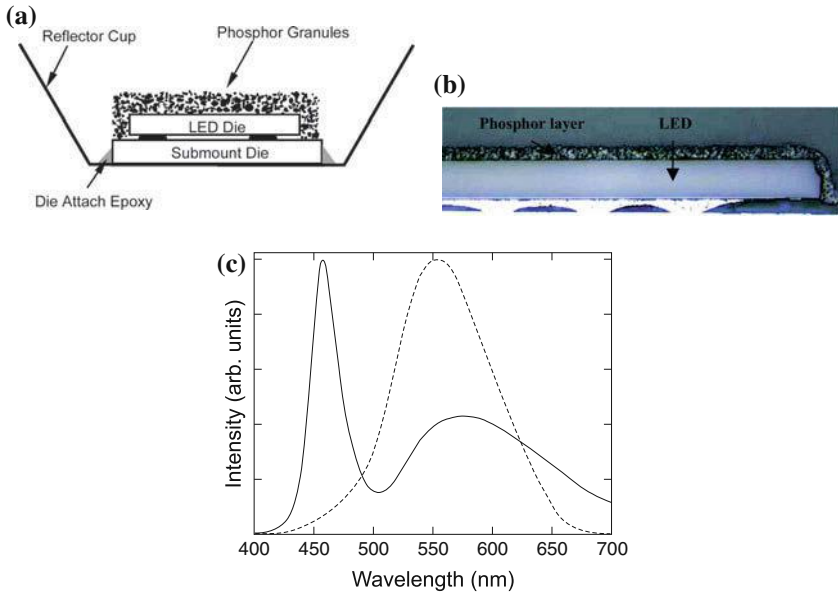 (a)
Reflector Cup
Phosphor Granules
LED Die
Submount Die
Die Attach Epoxy
(b)
Phosphor layer
LED
(c)
Intensity (arb. units)
400 450 500 550 600 650 700
Wavelength (nm)